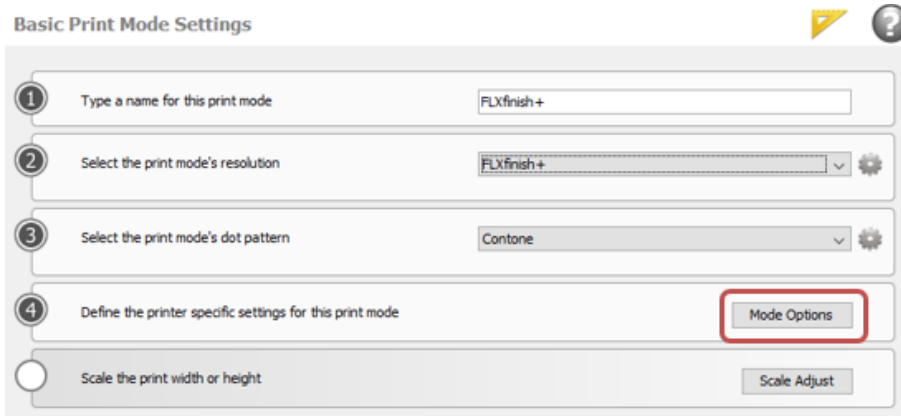 Basic Print Mode Settings
?
1 Type a name for this print mode FLXfinish+
2 Select the print mode's resolution FLXfinish+
3 Select the print mode's dot pattern Contone
4 Define the printer specific settings for this print mode Mode Options
Scale the print width or height Scale Adjust